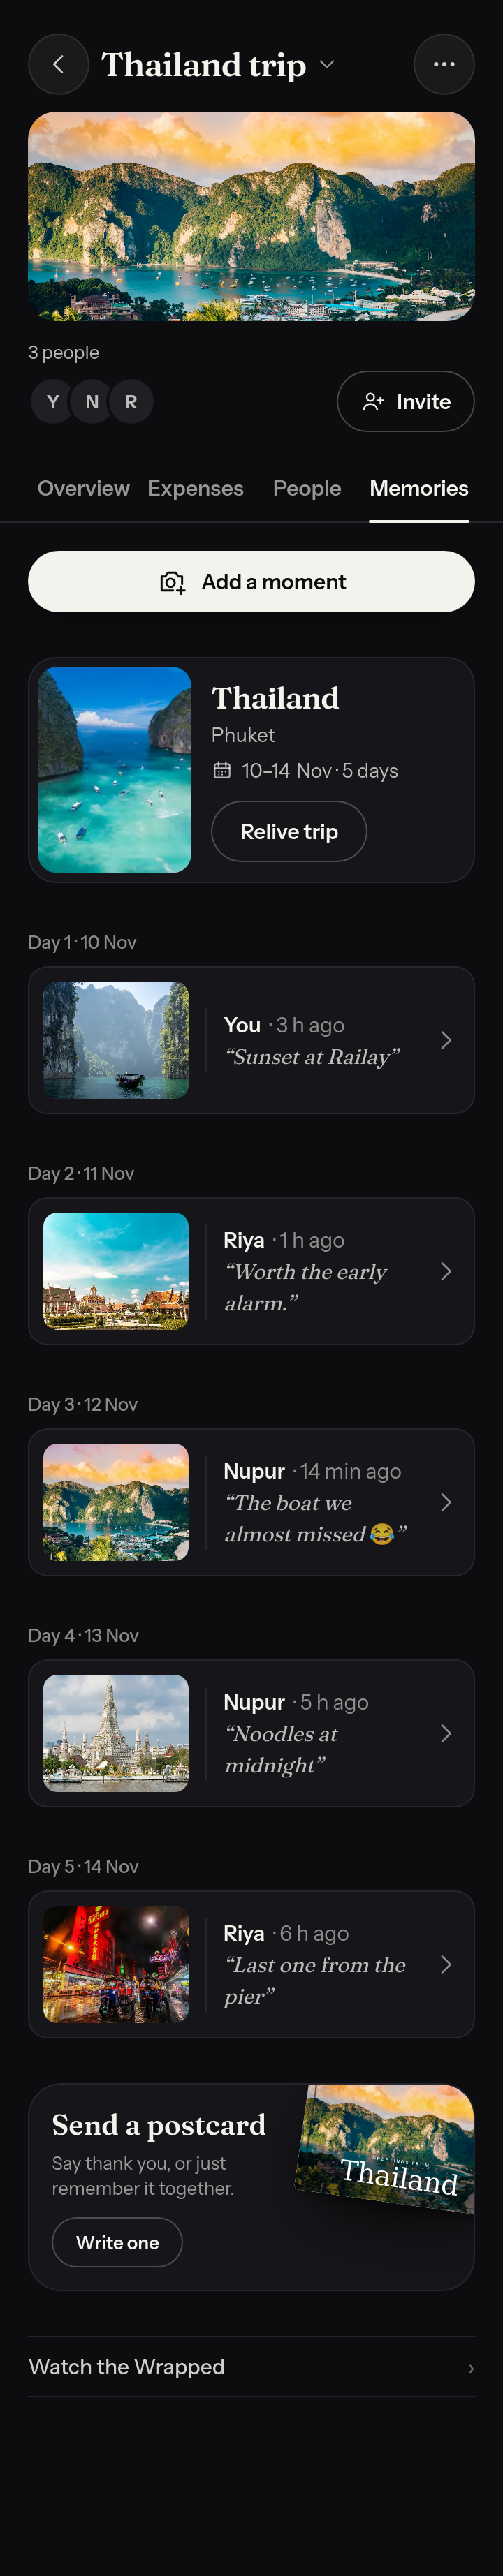 Thailand trip
3 people
Y N R
Invite
Overview Expenses People Memories
Add a moment
Thailand
Phuket
10–14 Nov · 5 days
Relive trip
Day 1 · 10 Nov
You · 3 h ago
“Sunset at Railay”
Day 2 · 11 Nov
Riya · 1 h ago
“Worth the early
alarm.”
Day 3 · 12 Nov
Nupur · 14 min ago
“The boat we
almost missed 😂”
Day 4 · 13 Nov
Nupur · 5 h ago
“Noodles at
midnight”
Day 5 · 14 Nov
Riya · 6 h ago
“Last one from the
pier”
Send a postcard
Say thank you, or just
remember it together.
Write one
GREETINGS FROM
Thailand
Watch the Wrapped